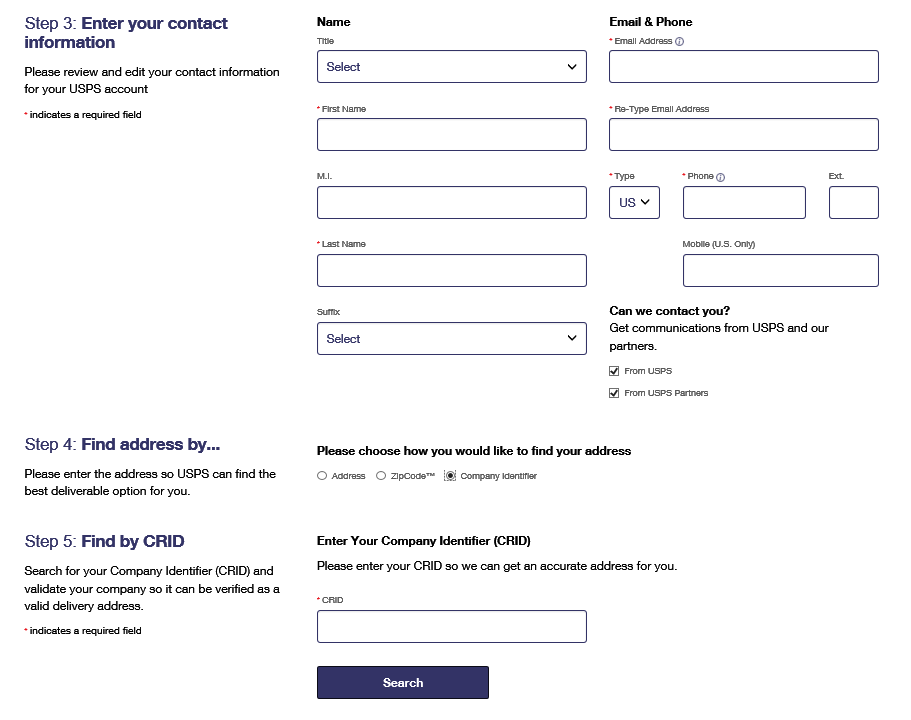 Step 3: Enter your contact
information
Please review and edit your contact information
for your USPS account
* indicates a required field
Name
Title
Select
* First Name
M.I.
* Last Name
Suffix
Select
Email & Phone
* Email Address
* Re-Type Email Address
* Type
* Phone
Ext.
US
Mobile (U.S. Only)
Can we contact you?
Get communications from USPS and our
partners.
From USPS
From USPS Partners
Step 4: Find address by...
Please enter the address so USPS can find the
best deliverable option for you.
Please choose how you would like to find your address
Address ZipCode™ Company Identifier
Step 5: Find by CRID
Search for your Company Identifier (CRID) and
validate your company so it can be verified as a
valid delivery address.
* indicates a required field
Enter Your Company Identifier (CRID)
Please enter your CRID so we can get an accurate address for you.
* CRID
Search